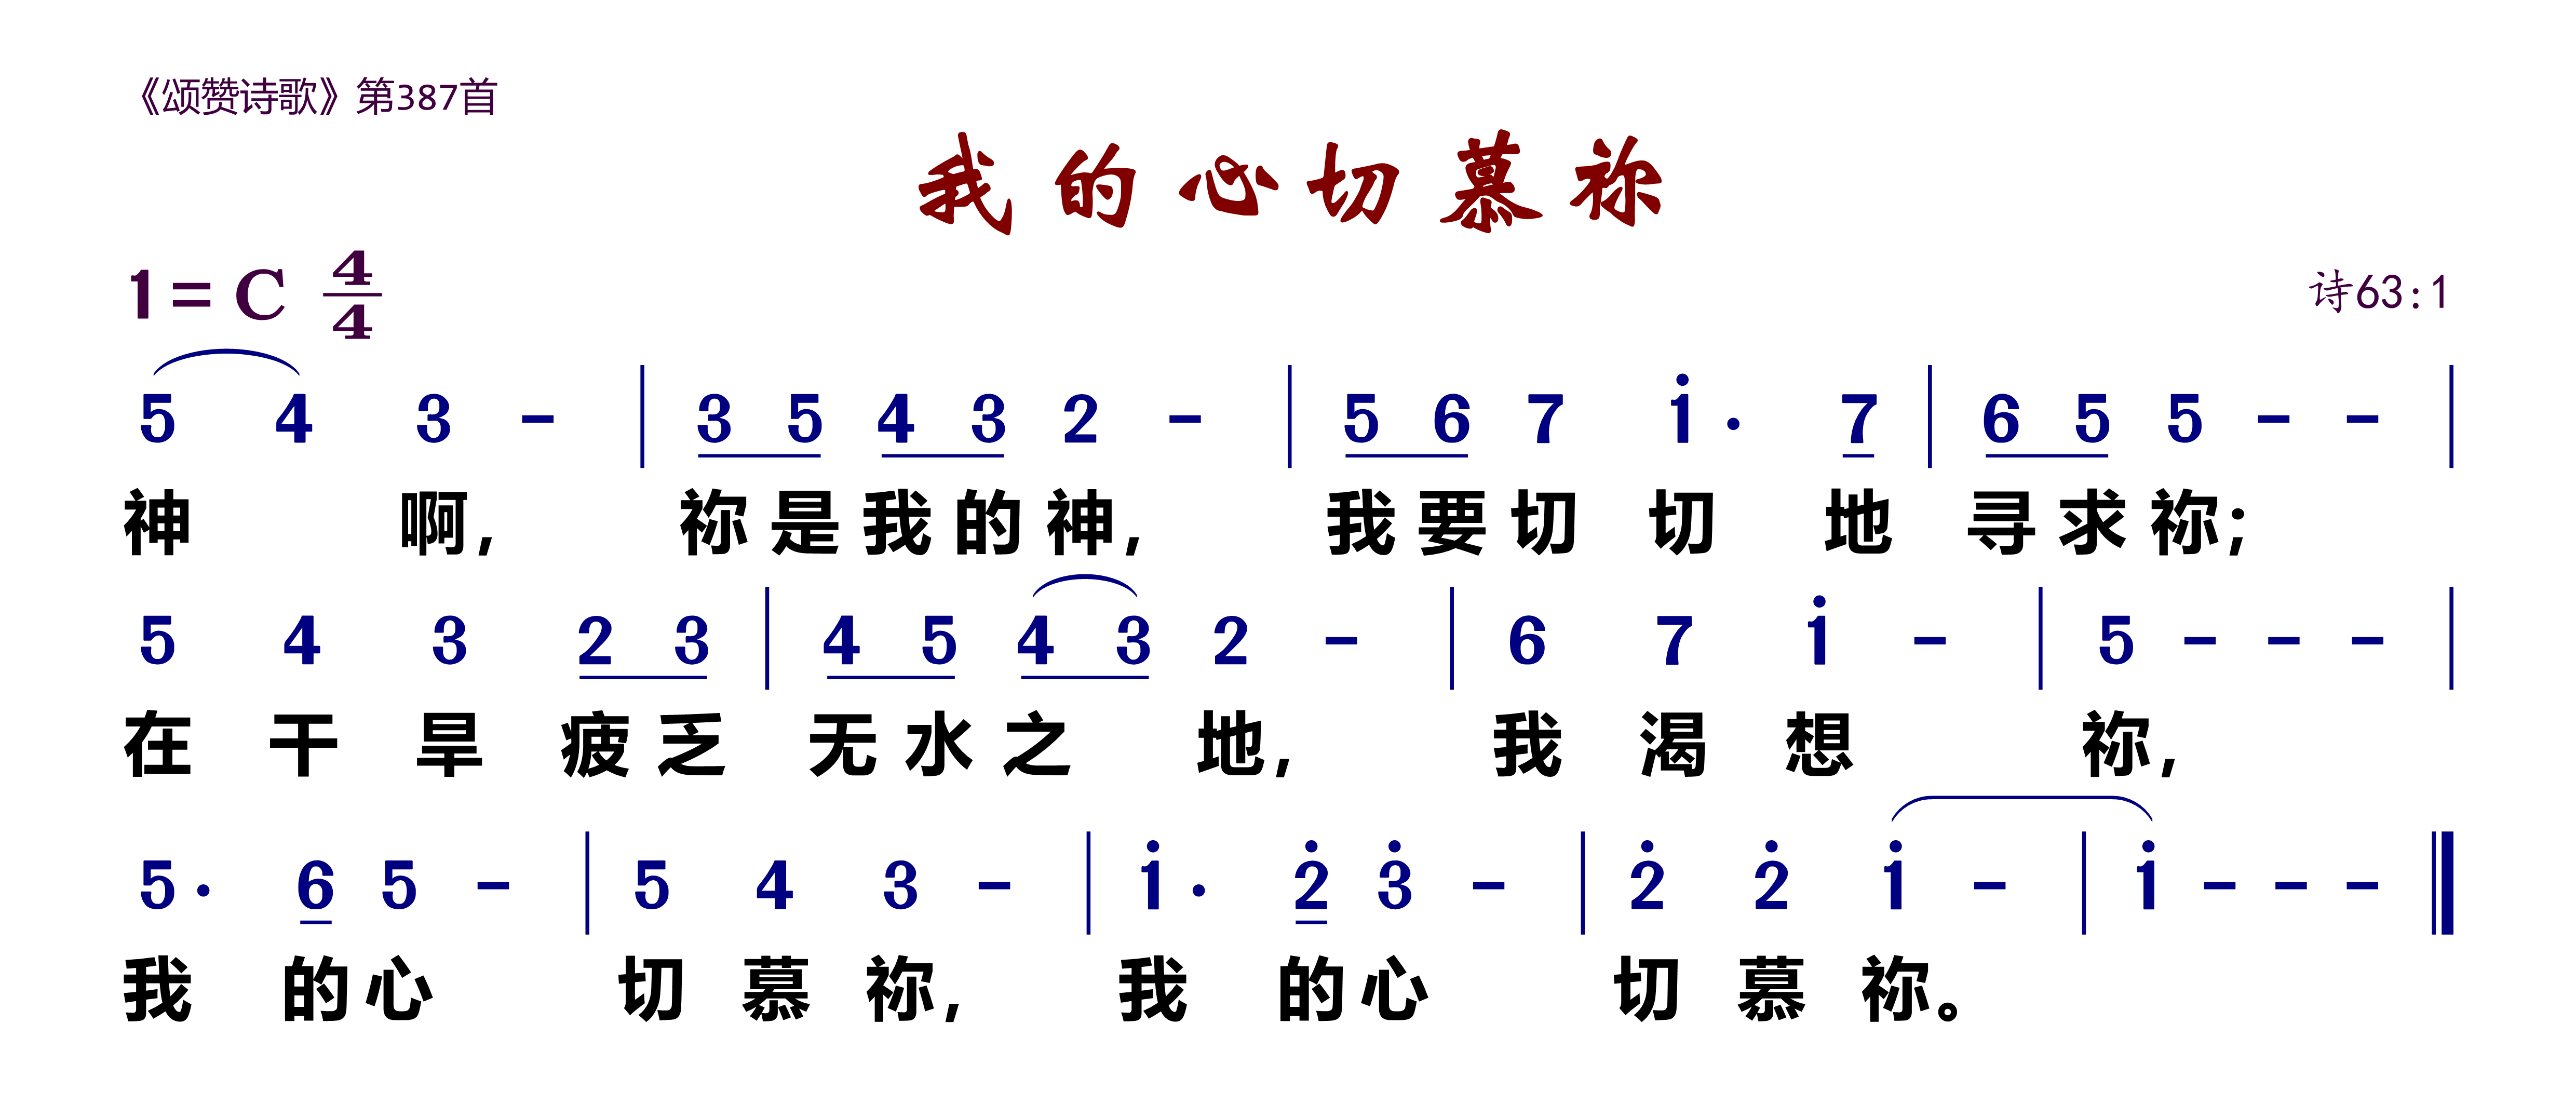 《颂赞诗歌》第387首
我的心切慕祢
1=C 4/4
诗63:1
5 4 3 - | 3 5 4 3 2 - | 5 6 7 i· 7 | 6 5 5 - - |
神 啊, 祢是我的神, 我要切切地寻求祢;
5 4 3 2 3 | 4 5 4 3 2 - | 6 7 i - | 5 - - - |
在干旱疲乏无水之地, 我渴想祢,
5· 6 5 - | 5 4 3 - | i· 2̇ 3̇ - | 2̇ 2̇ i - | i - - - ‖
我的心切慕祢, 我的心切慕祢。